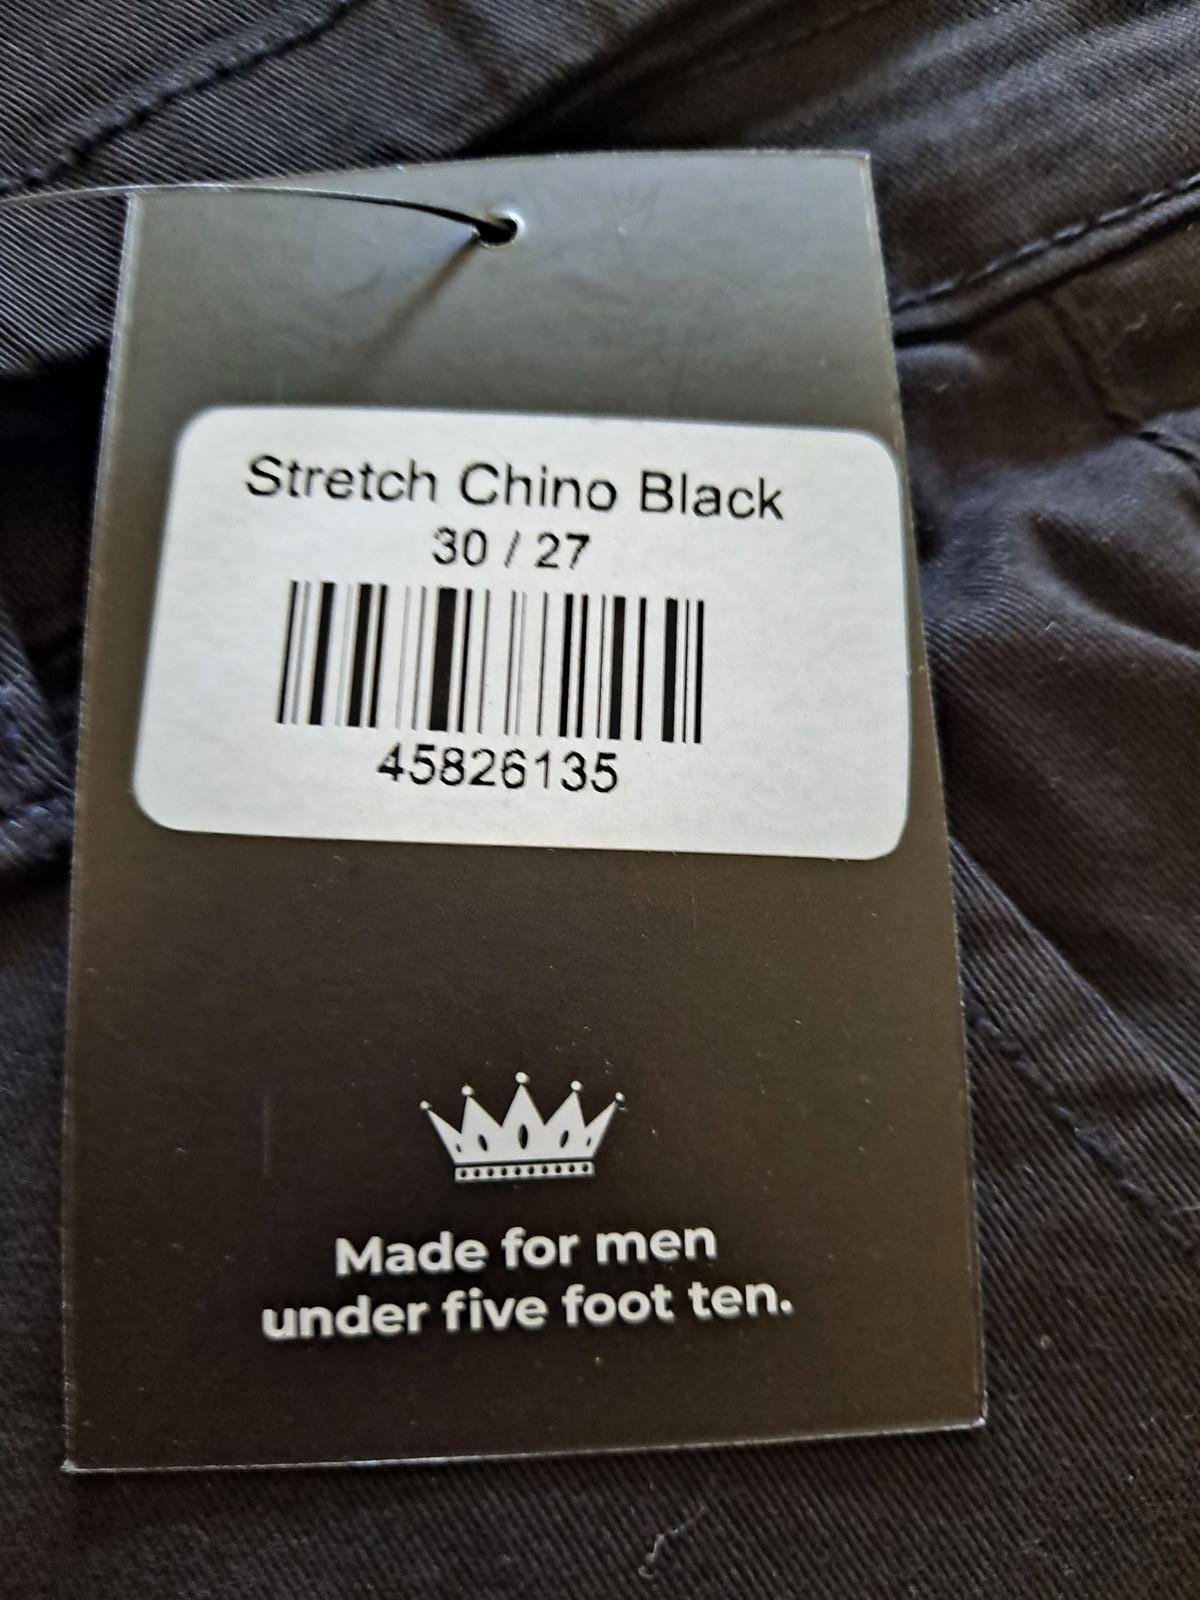 Stretch Chino Black
30 / 27
45826135
Made for men
under five foot ten.